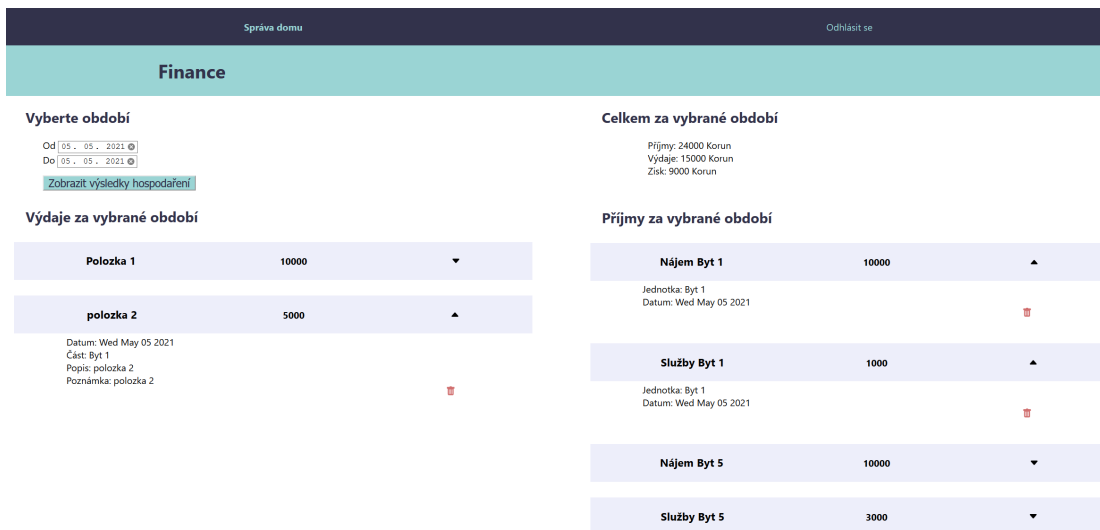 Správa domu
Odhlásit se
Finance
Vyberte období
Od 05. 05. 2021
Do 05. 05. 2021
Zobrazit výsledky hospodaření
Celkem za vybrané období
Příjmy: 24000 Korun
Výdaje: 15000 Korun
Zisk: 9000 Korun
Výdaje za vybrané období
Polozka 1 10000
polozka 2 5000
Datum: Wed May 05 2021
Část: Byt 1
Popis: polozka 2
Poznámka: polozka 2
Příjmy za vybrané období
Nájem Byt 1 10000
Jednotka: Byt 1
Datum: Wed May 05 2021
Služby Byt 1 1000
Jednotka: Byt 1
Datum: Wed May 05 2021
Nájem Byt 5 10000
Služby Byt 5 3000